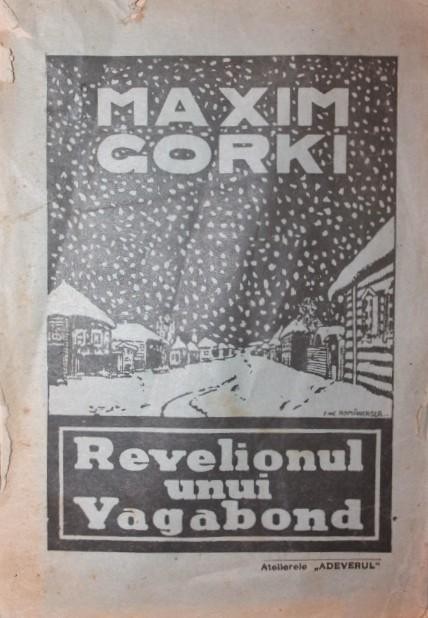 MAXIM
GORKI
Revelionul
unui
Vagabond
Atelierele „ADEVERUL“